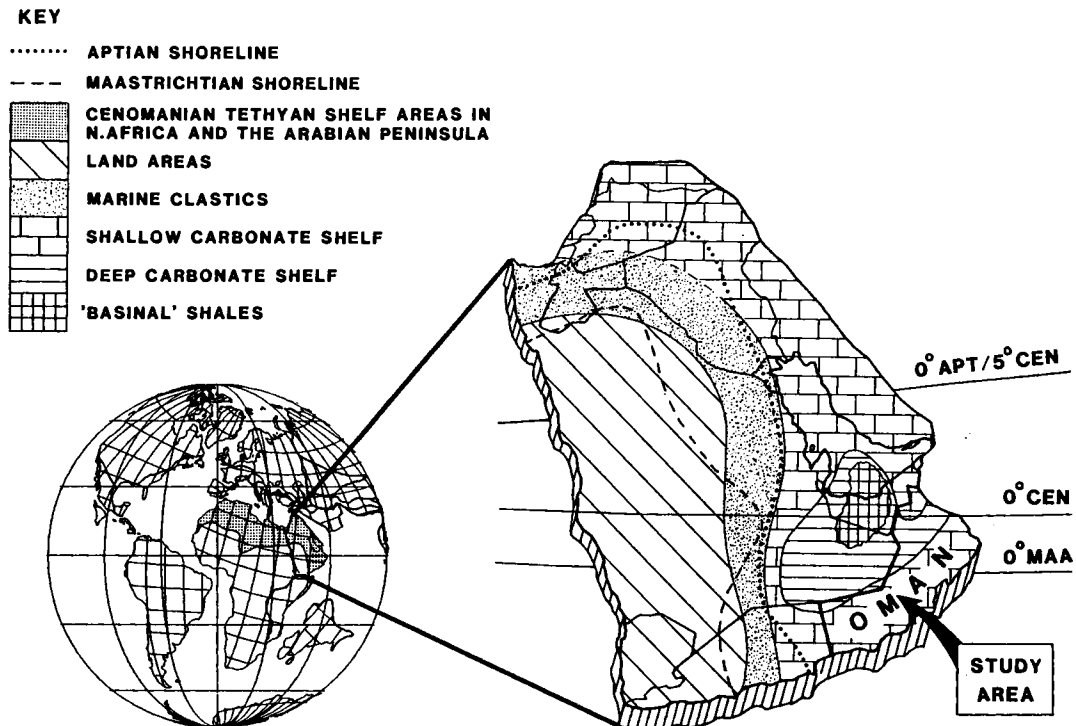 KEY
APTIAN SHORELINE
MAASTRICHTIAN SHORELINE
CENOMANIAN TETHYAN SHELF AREAS IN
N.AFRICA AND THE ARABIAN PENINSULA
LAND AREAS
MARINE CLASTICS
SHALLOW CARBONATE SHELF
DEEP CARBONATE SHELF
'BASINAL' SHALES
0° APT/5° CEN
0° CEN
0° MAA
OMAN
STUDY
AREA